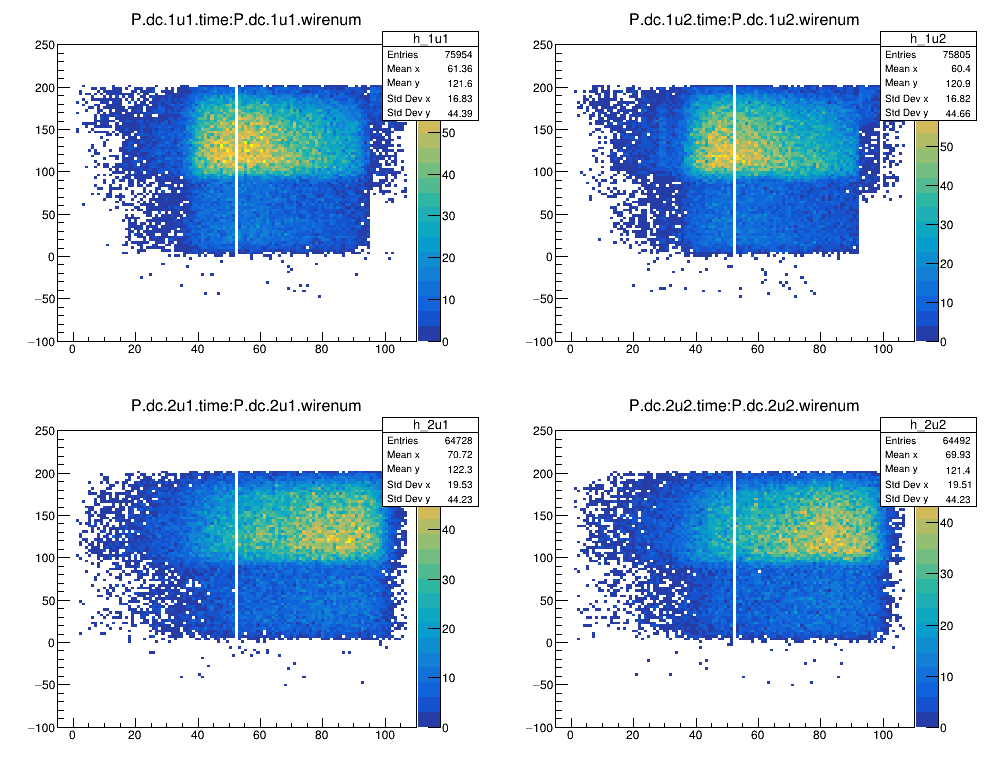 P.dc.1u1.time:P.dc.1u1.wirenum
h_1u1
Entries 75954
Mean x 61.36
Mean y 121.6
Std Dev x 16.83
Std Dev y 44.39
250
200
150
100
50
0
−50
−100
0 20 40 60 80 100
50
40
30
20
10
0
P.dc.1u2.time:P.dc.1u2.wirenum
h_1u2
Entries 75805
Mean x 60.4
Mean y 120.9
Std Dev x 16.82
Std Dev y 44.66
250
200
150
100
50
0
−50
−100
0 20 40 60 80 100
50
40
30
20
10
0
P.dc.2u1.time:P.dc.2u1.wirenum
h_2u1
Entries 64728
Mean x 70.72
Mean y 122.3
Std Dev x 19.53
Std Dev y 44.23
250
200
150
100
50
0
−50
−100
0 20 40 60 80 100
40
30
20
10
0
P.dc.2u2.time:P.dc.2u2.wirenum
h_2u2
Entries 64492
Mean x 69.93
Mean y 121.4
Std Dev x 19.51
Std Dev y 44.23
250
200
150
100
50
0
−50
−100
0 20 40 60 80 100
40
30
20
10
0